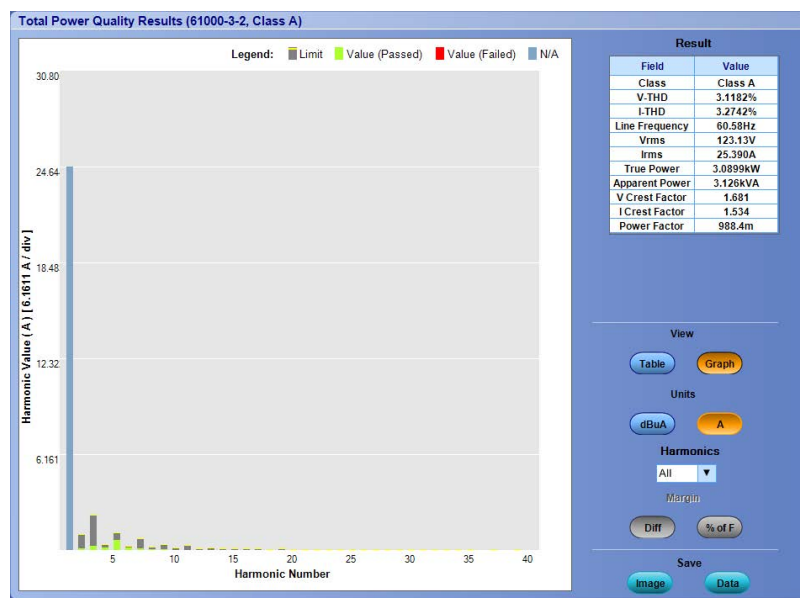 Total Power Quality Results (61000-3-2, Class A)
Legend: Limit Value (Passed) Value (Failed) N/A
30.80
24.64
18.48
12.32
6.161
Harmonic Value ( A ) [ 6.1611 A / div ]
5 10 15 20 25 30 35 40
Harmonic Number
Result
Field Value
Class Class A
V-THD 3.1182%
I-THD 3.2742%
Line Frequency 60.58Hz
Vrms 123.13V
Irms 25.390A
True Power 3.0899kW
Apparent Power 3.126kVA
V Crest Factor 1.681
I Crest Factor 1.534
Power Factor 988.4m
View
Table Graph
Units
dBuA A
Harmonics
All
Margin
Diff % of F
Save
Image Data